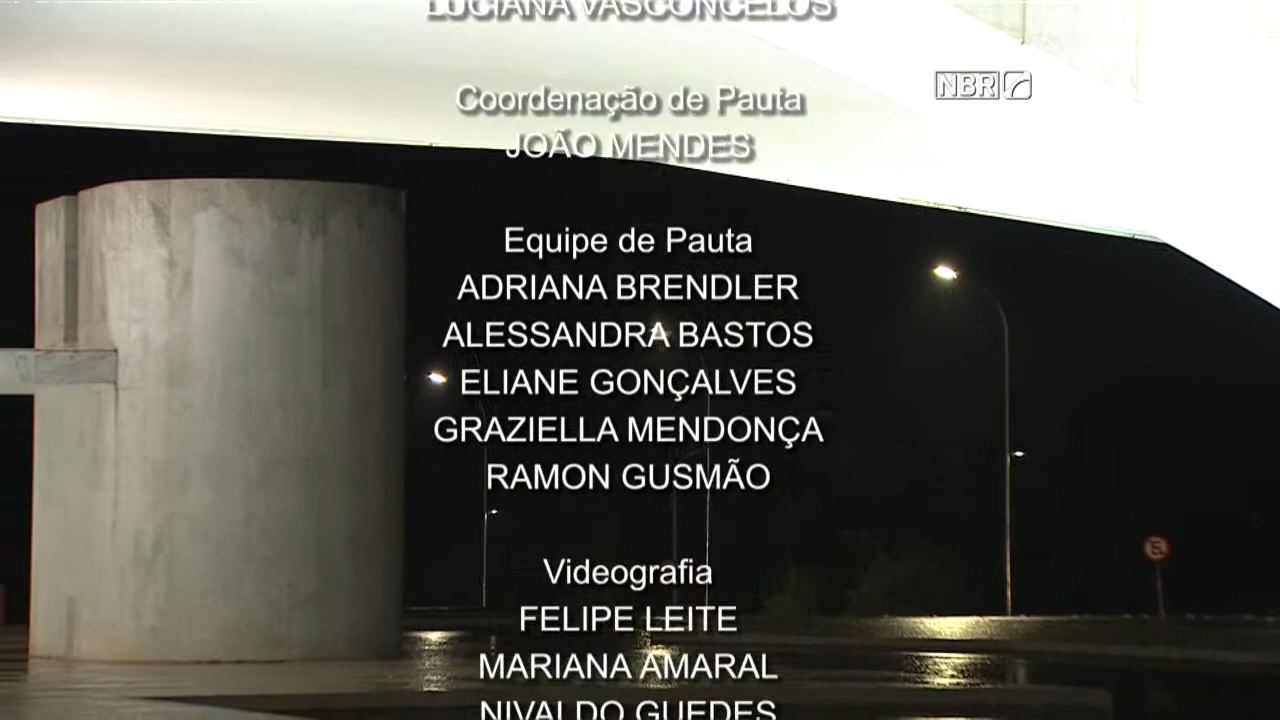 LUCIANA VASCONCELOS
NBR
Coordenação de Pauta
JOÃO MENDES
Equipe de Pauta
ADRIANA BRENDLER
ALESSANDRA BASTOS
ELIANE GONÇALVES
GRAZIELLA MENDONÇA
RAMON GUSMÃO
Videografia
FELIPE LEITE
MARIANA AMARAL
NIVALDO GUEDES